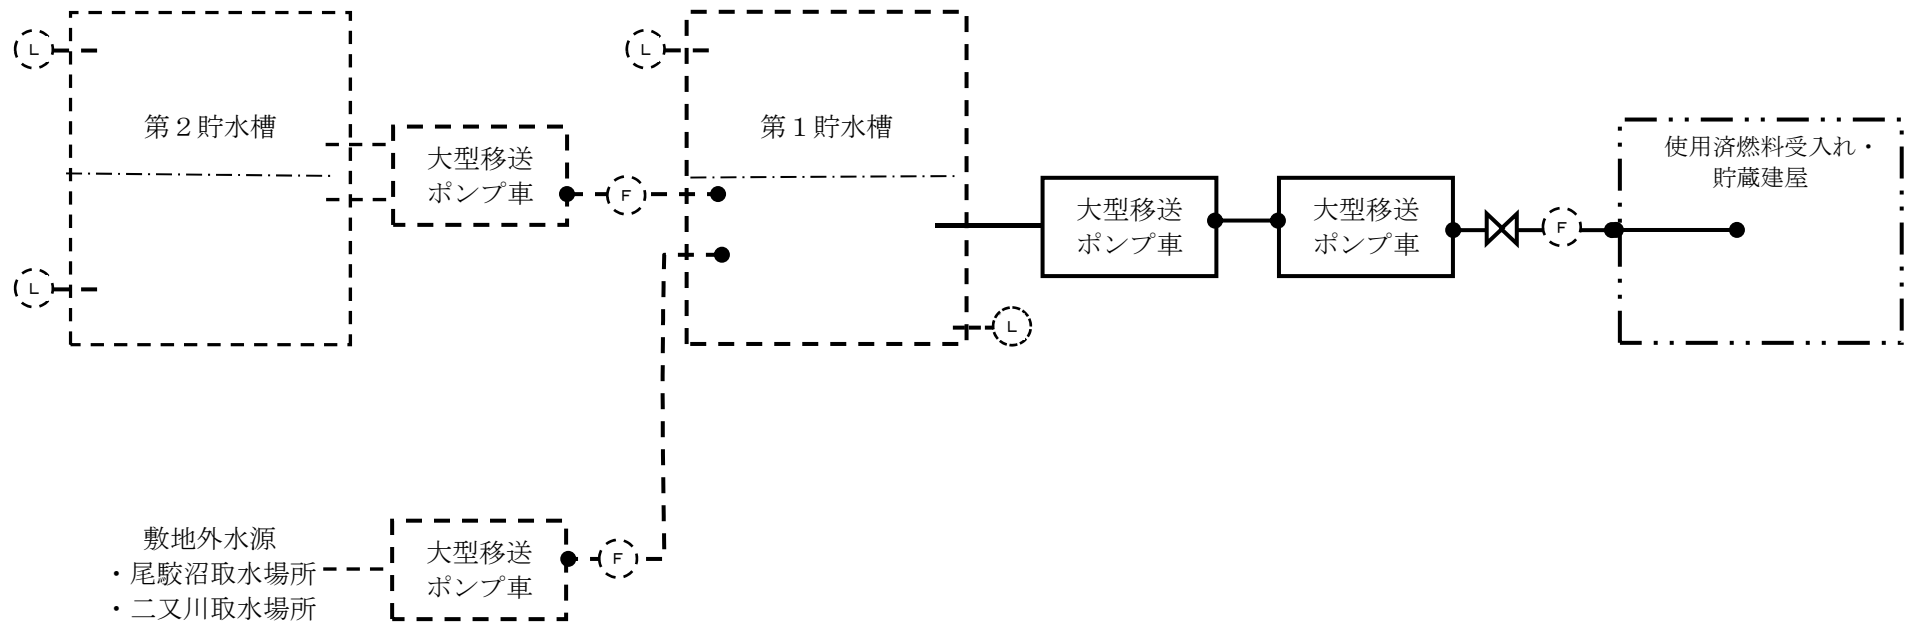 L
L
第２貯水槽
第１貯水槽
大型移送
ポンプ車
F
大型移送
ポンプ車
大型移送
ポンプ車
F
使用済燃料受入れ・
貯蔵建屋
L
L
敷地外水源
・尾駮沼取水場所
・二又川取水場所
大型移送
ポンプ車
F